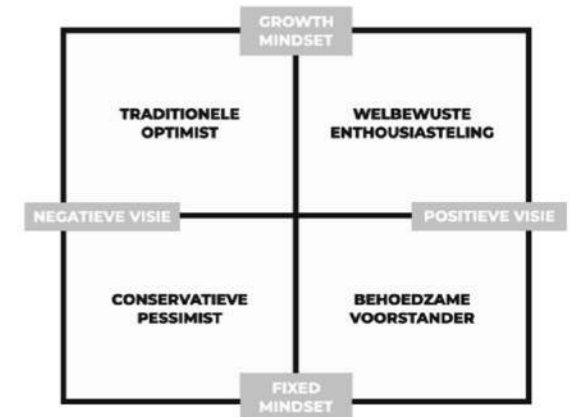 GROWTH
MINDSET
TRADITIONELE
OPTIMIST
WELBEWUSTE
ENTHOUSIASTELING
NEGATIEVE VISIE
POSITIEVE VISIE
CONSERVATIEVE
PESSIMIST
BEHOEDZAME
VOORSTANDER
FIXED
MINDSET